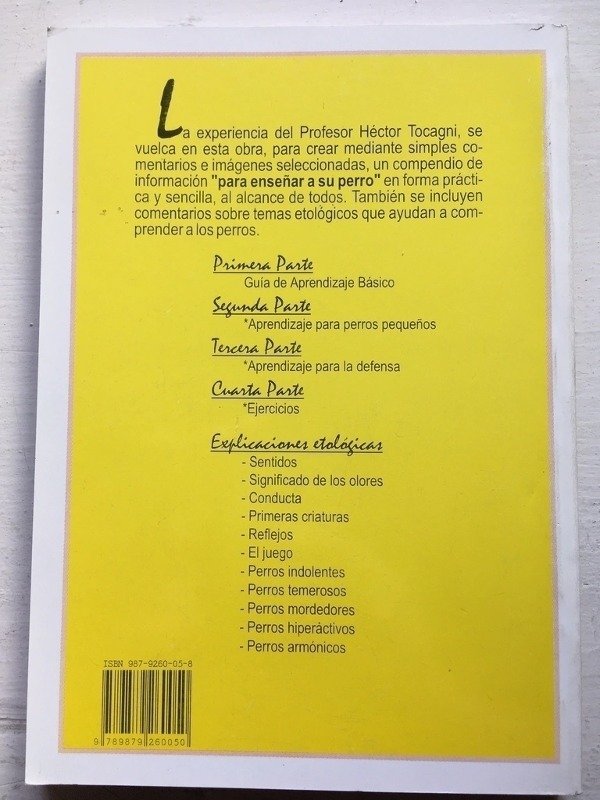 La experiencia del Profesor Héctor Tocagni, se
vuelca en esta obra, para crear mediante simples co-
mentarios e imágenes seleccionadas, un compendio de
información "para enseñar a su perro" en forma prácti-
ca y sencilla, al alcance de todos. También se incluyen
comentarios sobre temas etológicos que ayudan a com-
prender a los perros.
Primera Parte
Guía de Aprendizaje Básico
Segunda Parte
*Aprendizaje para perros pequeños
Tercera Parte
*Aprendizaje para la defensa
Cuarta Parte
*Ejercicios
Explicaciones etológicas
- Sentidos
- Significado de los olores
- Conducta
- Primeras criaturas
- Reflejos
- El juego
- Perros indolentes
- Perros temerosos
- Perros mordedores
- Perros hiperáctivos
- Perros armónicos
ISBN 987-9260-05-8
9 789879 260050